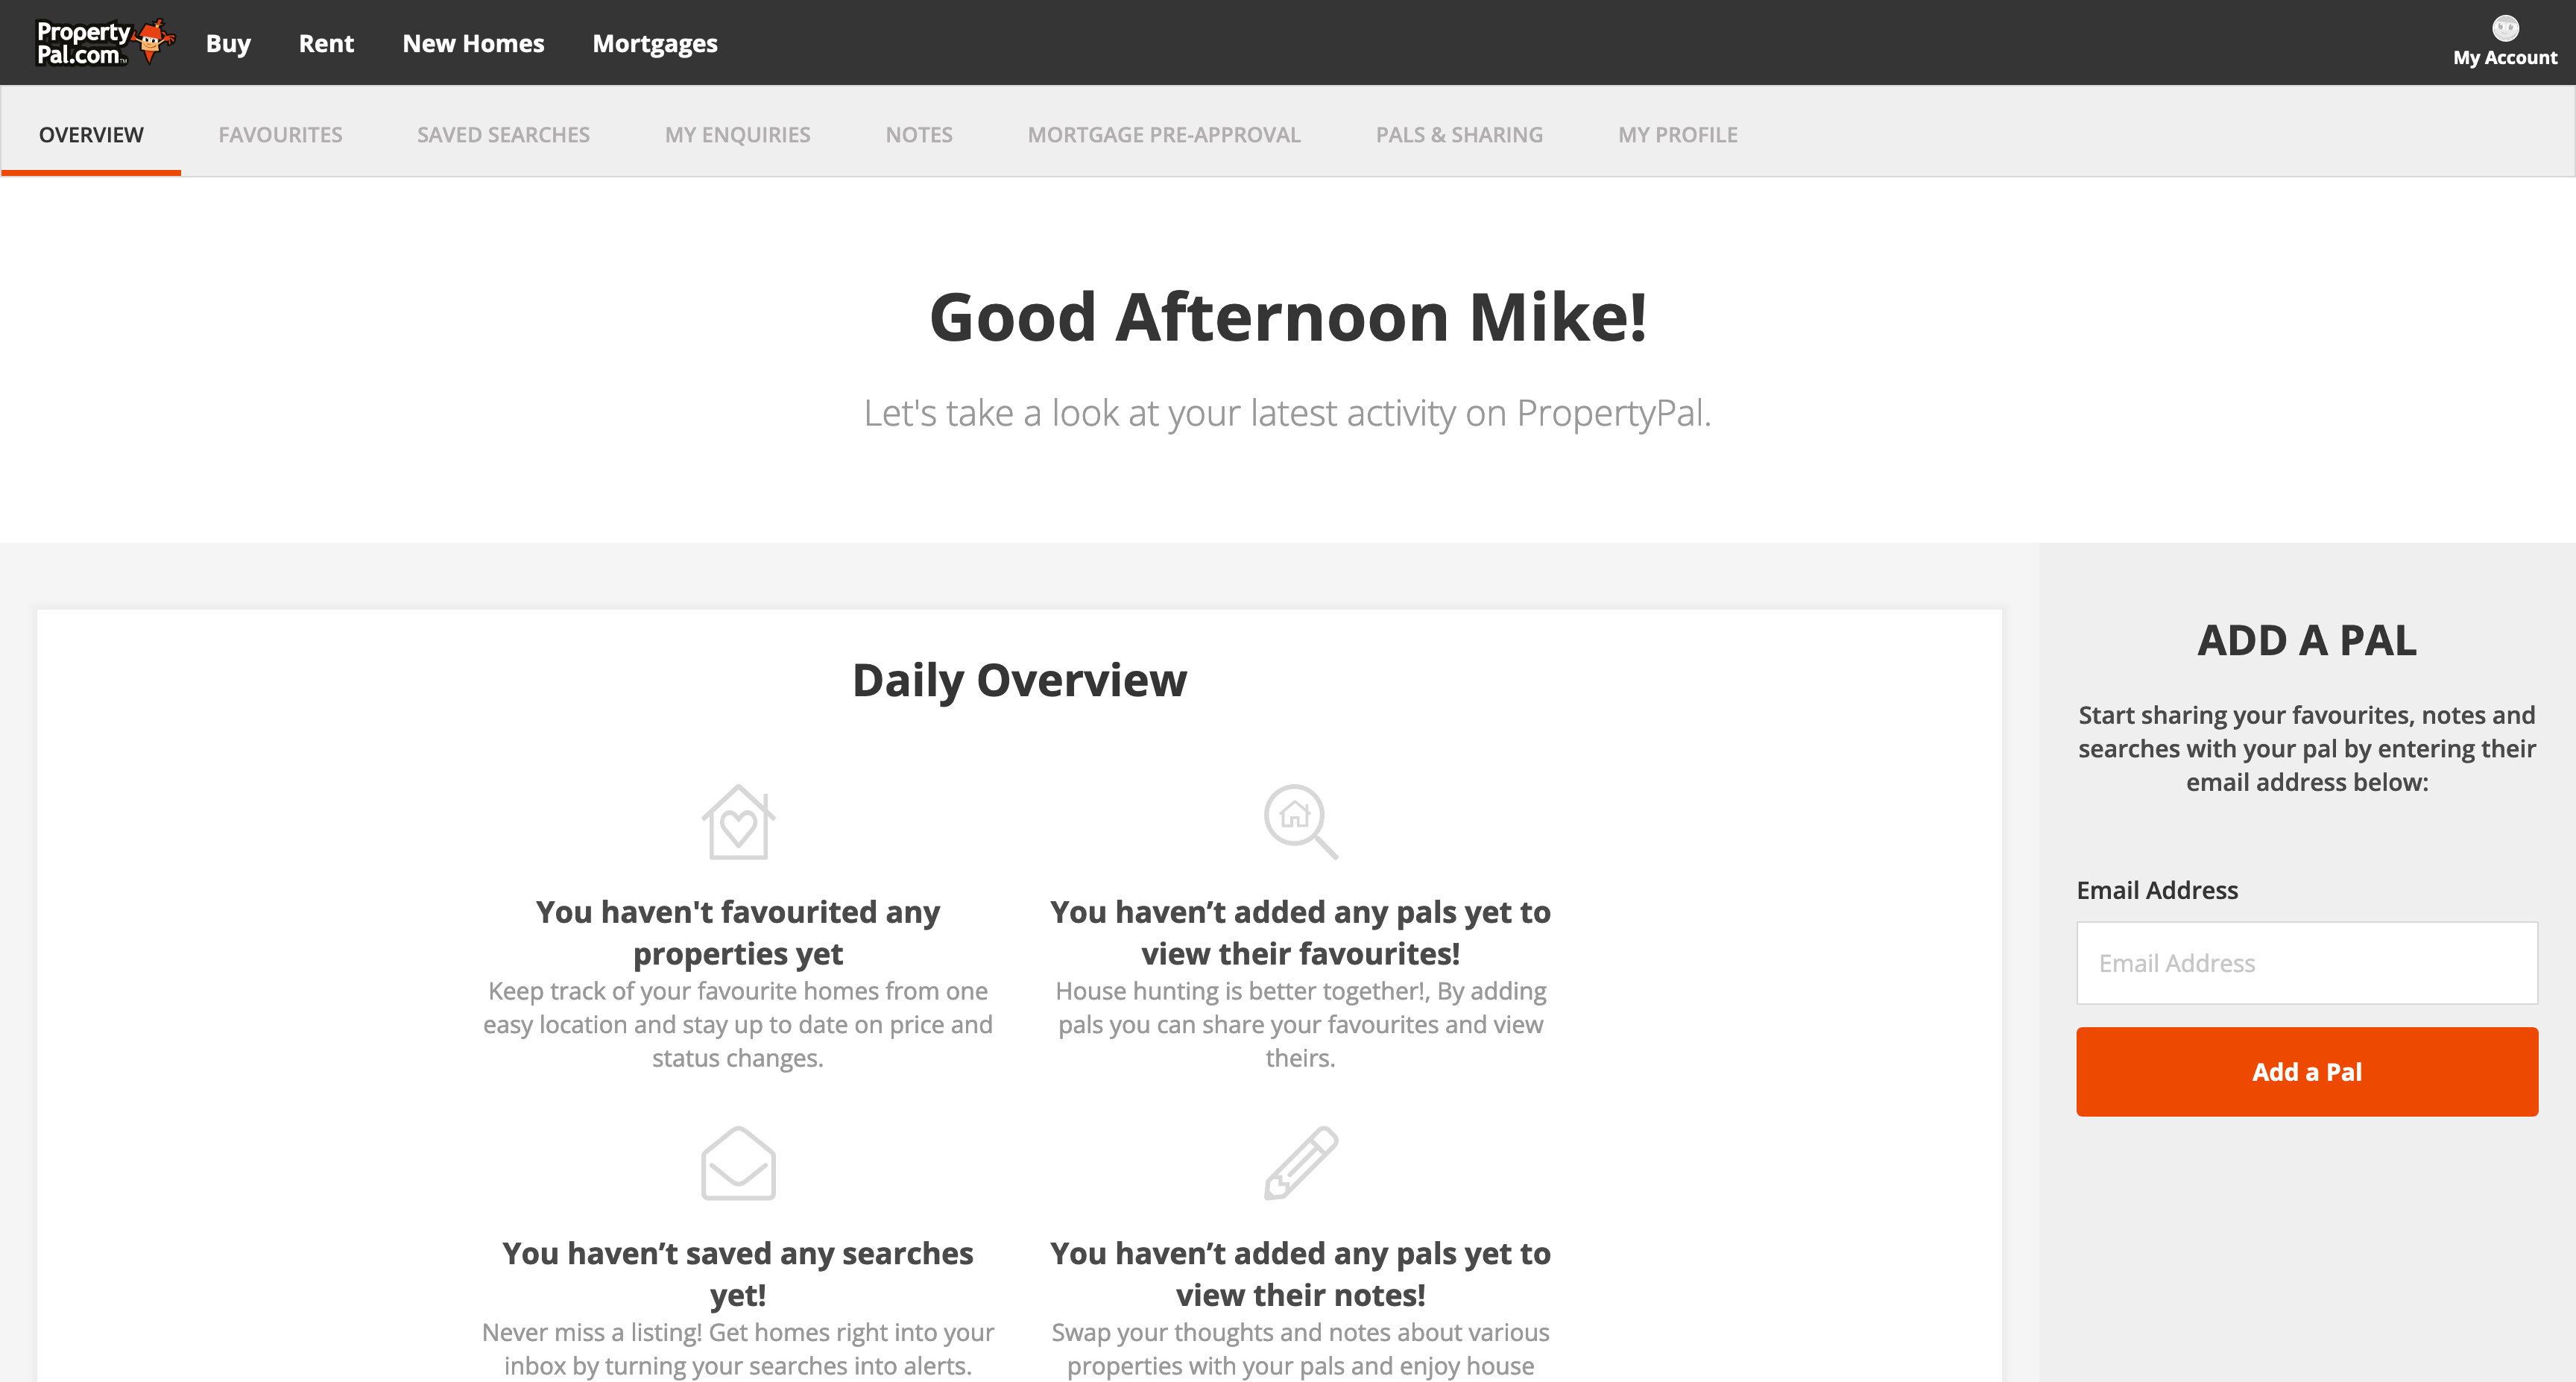 Property
Pal.com™
Buy
Rent
New Homes
Mortgages
My Account
OVERVIEW
FAVOURITES
SAVED SEARCHES
MY ENQUIRIES
NOTES
MORTGAGE PRE-APPROVAL
PALS & SHARING
MY PROFILE
Good Afternoon Mike!
Let's take a look at your latest activity on PropertyPal.
Daily Overview
You haven't favourited any
properties yet
Keep track of your favourite homes from one
easy location and stay up to date on price and
status changes.
You haven’t added any pals yet to
view their favourites!
House hunting is better together!, By adding
pals you can share your favourites and view
theirs.
You haven’t saved any searches
yet!
Never miss a listing! Get homes right into your
inbox by turning your searches into alerts.
You haven’t added any pals yet to
view their notes!
Swap your thoughts and notes about various
properties with your pals and enjoy house
ADD A PAL
Start sharing your favourites, notes and
searches with your pal by entering their
email address below:
Email Address
Email Address
Add a Pal